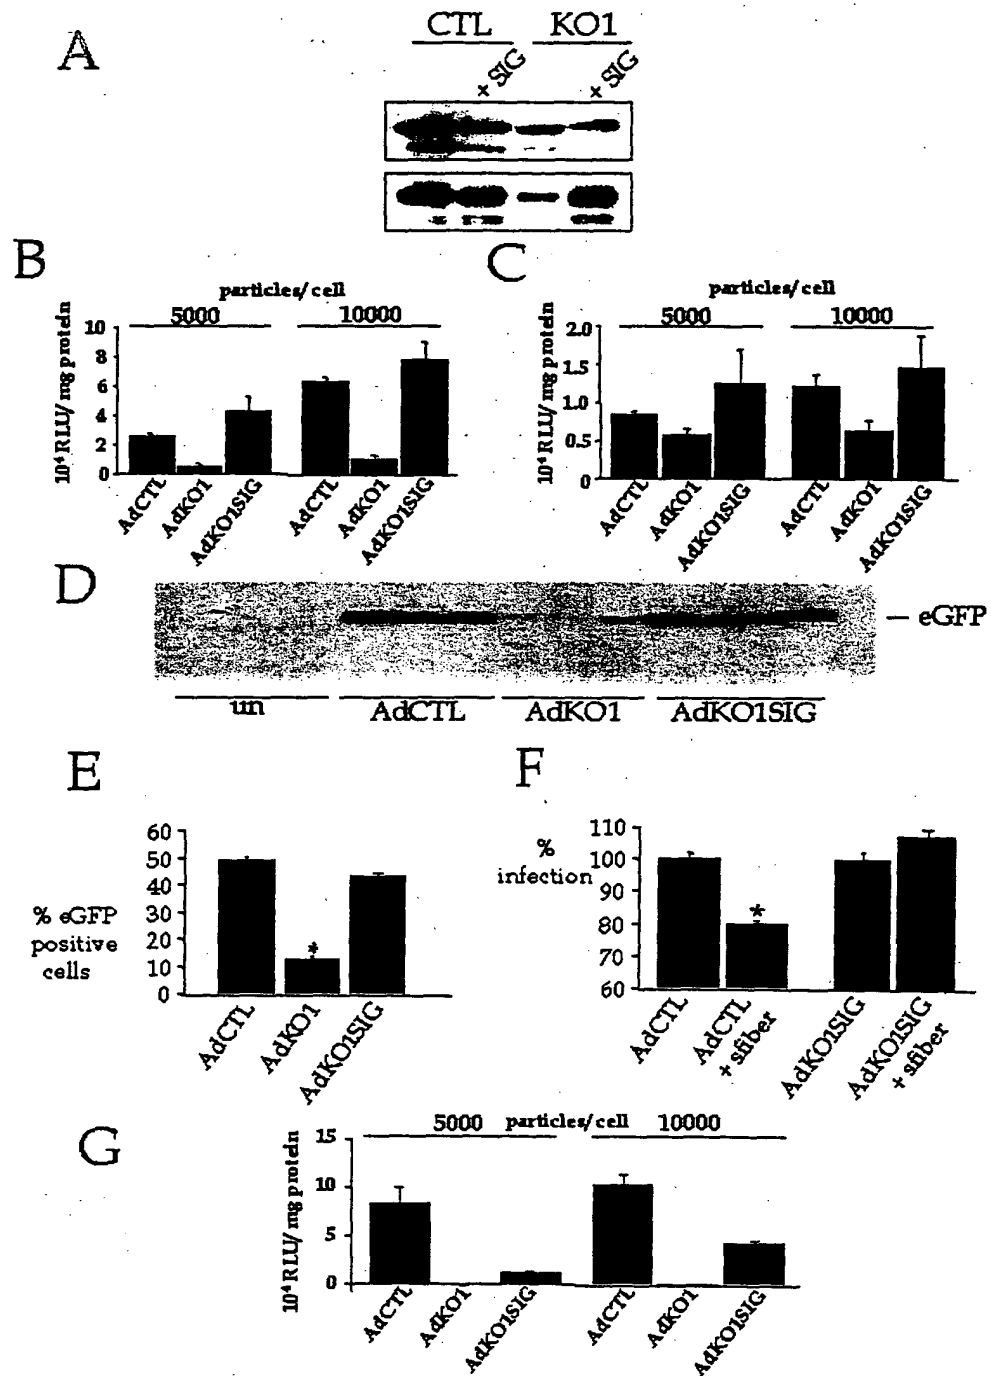 A
CTL KO1
+ SIG + SIG
B
particles/cell
5000 10000
10⁴ RLU/ mg protein
10
8
6
4
2
0
AdCTL AdKO1 AdKO1SIG AdCTL AdKO1 AdKO1SIG
C
particles/cell
5000 10000
10⁴ RLU/ mg protein
2.0
1.5
1.0
0.5
0
AdCTL AdKO1 AdKO1SIG AdCTL AdKO1 AdKO1SIG
D
eGFP
un AdCTL AdKO1 AdKO1SIG
E
% eGFP
positive
cells
60
50
40
30
20
10
0
*
AdCTL AdKO1 AdKO1SIG
F
%
infection
110
100
90
80
70
60
*
AdCTL
AdCTL
+ sfiber
AdKO1SIG
AdKO1SIG
+ sfiber
G
5000 particles/cell 10000
10⁴ RLU/ mg protein
15
10
5
0
AdCTL AdKO1 AdKO1SIG AdCTL AdKO1 AdKO1SIG